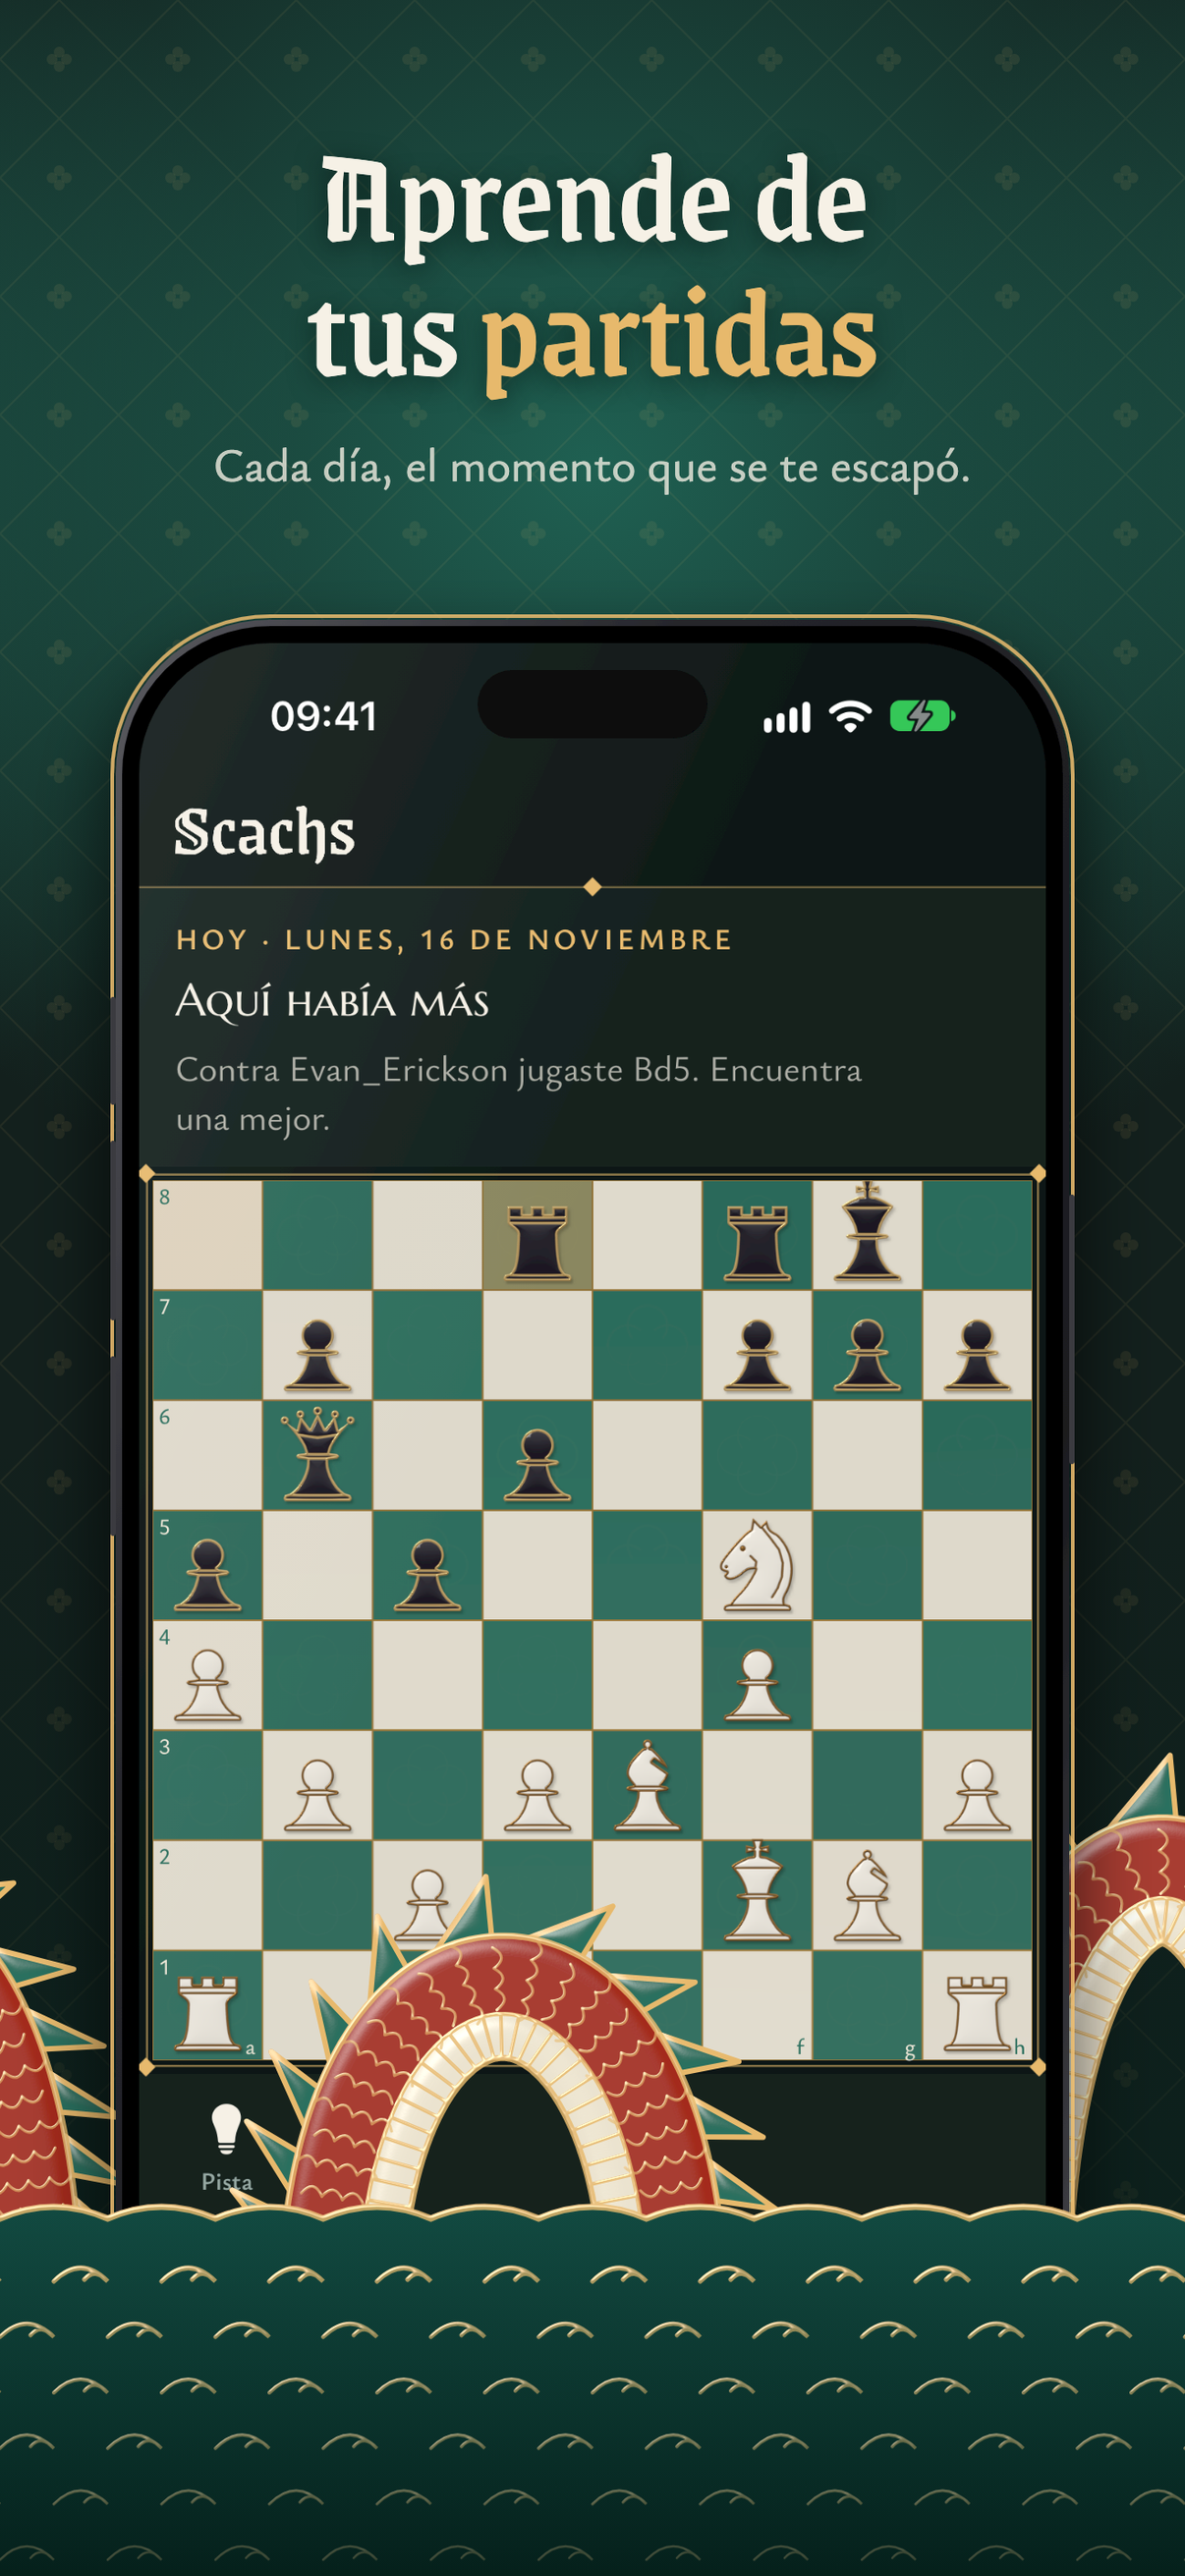 Aprende de
tus partidas
Cada día, el momento que se te escapó.
09:41
Scachs
HOY · LUNES, 16 DE NOVIEMBRE
Aquí había más
Contra Evan_Erickson jugaste Bd5. Encuentra
una mejor.
8
7
6
5
4
3
2
1
a
f
g
h
Pista